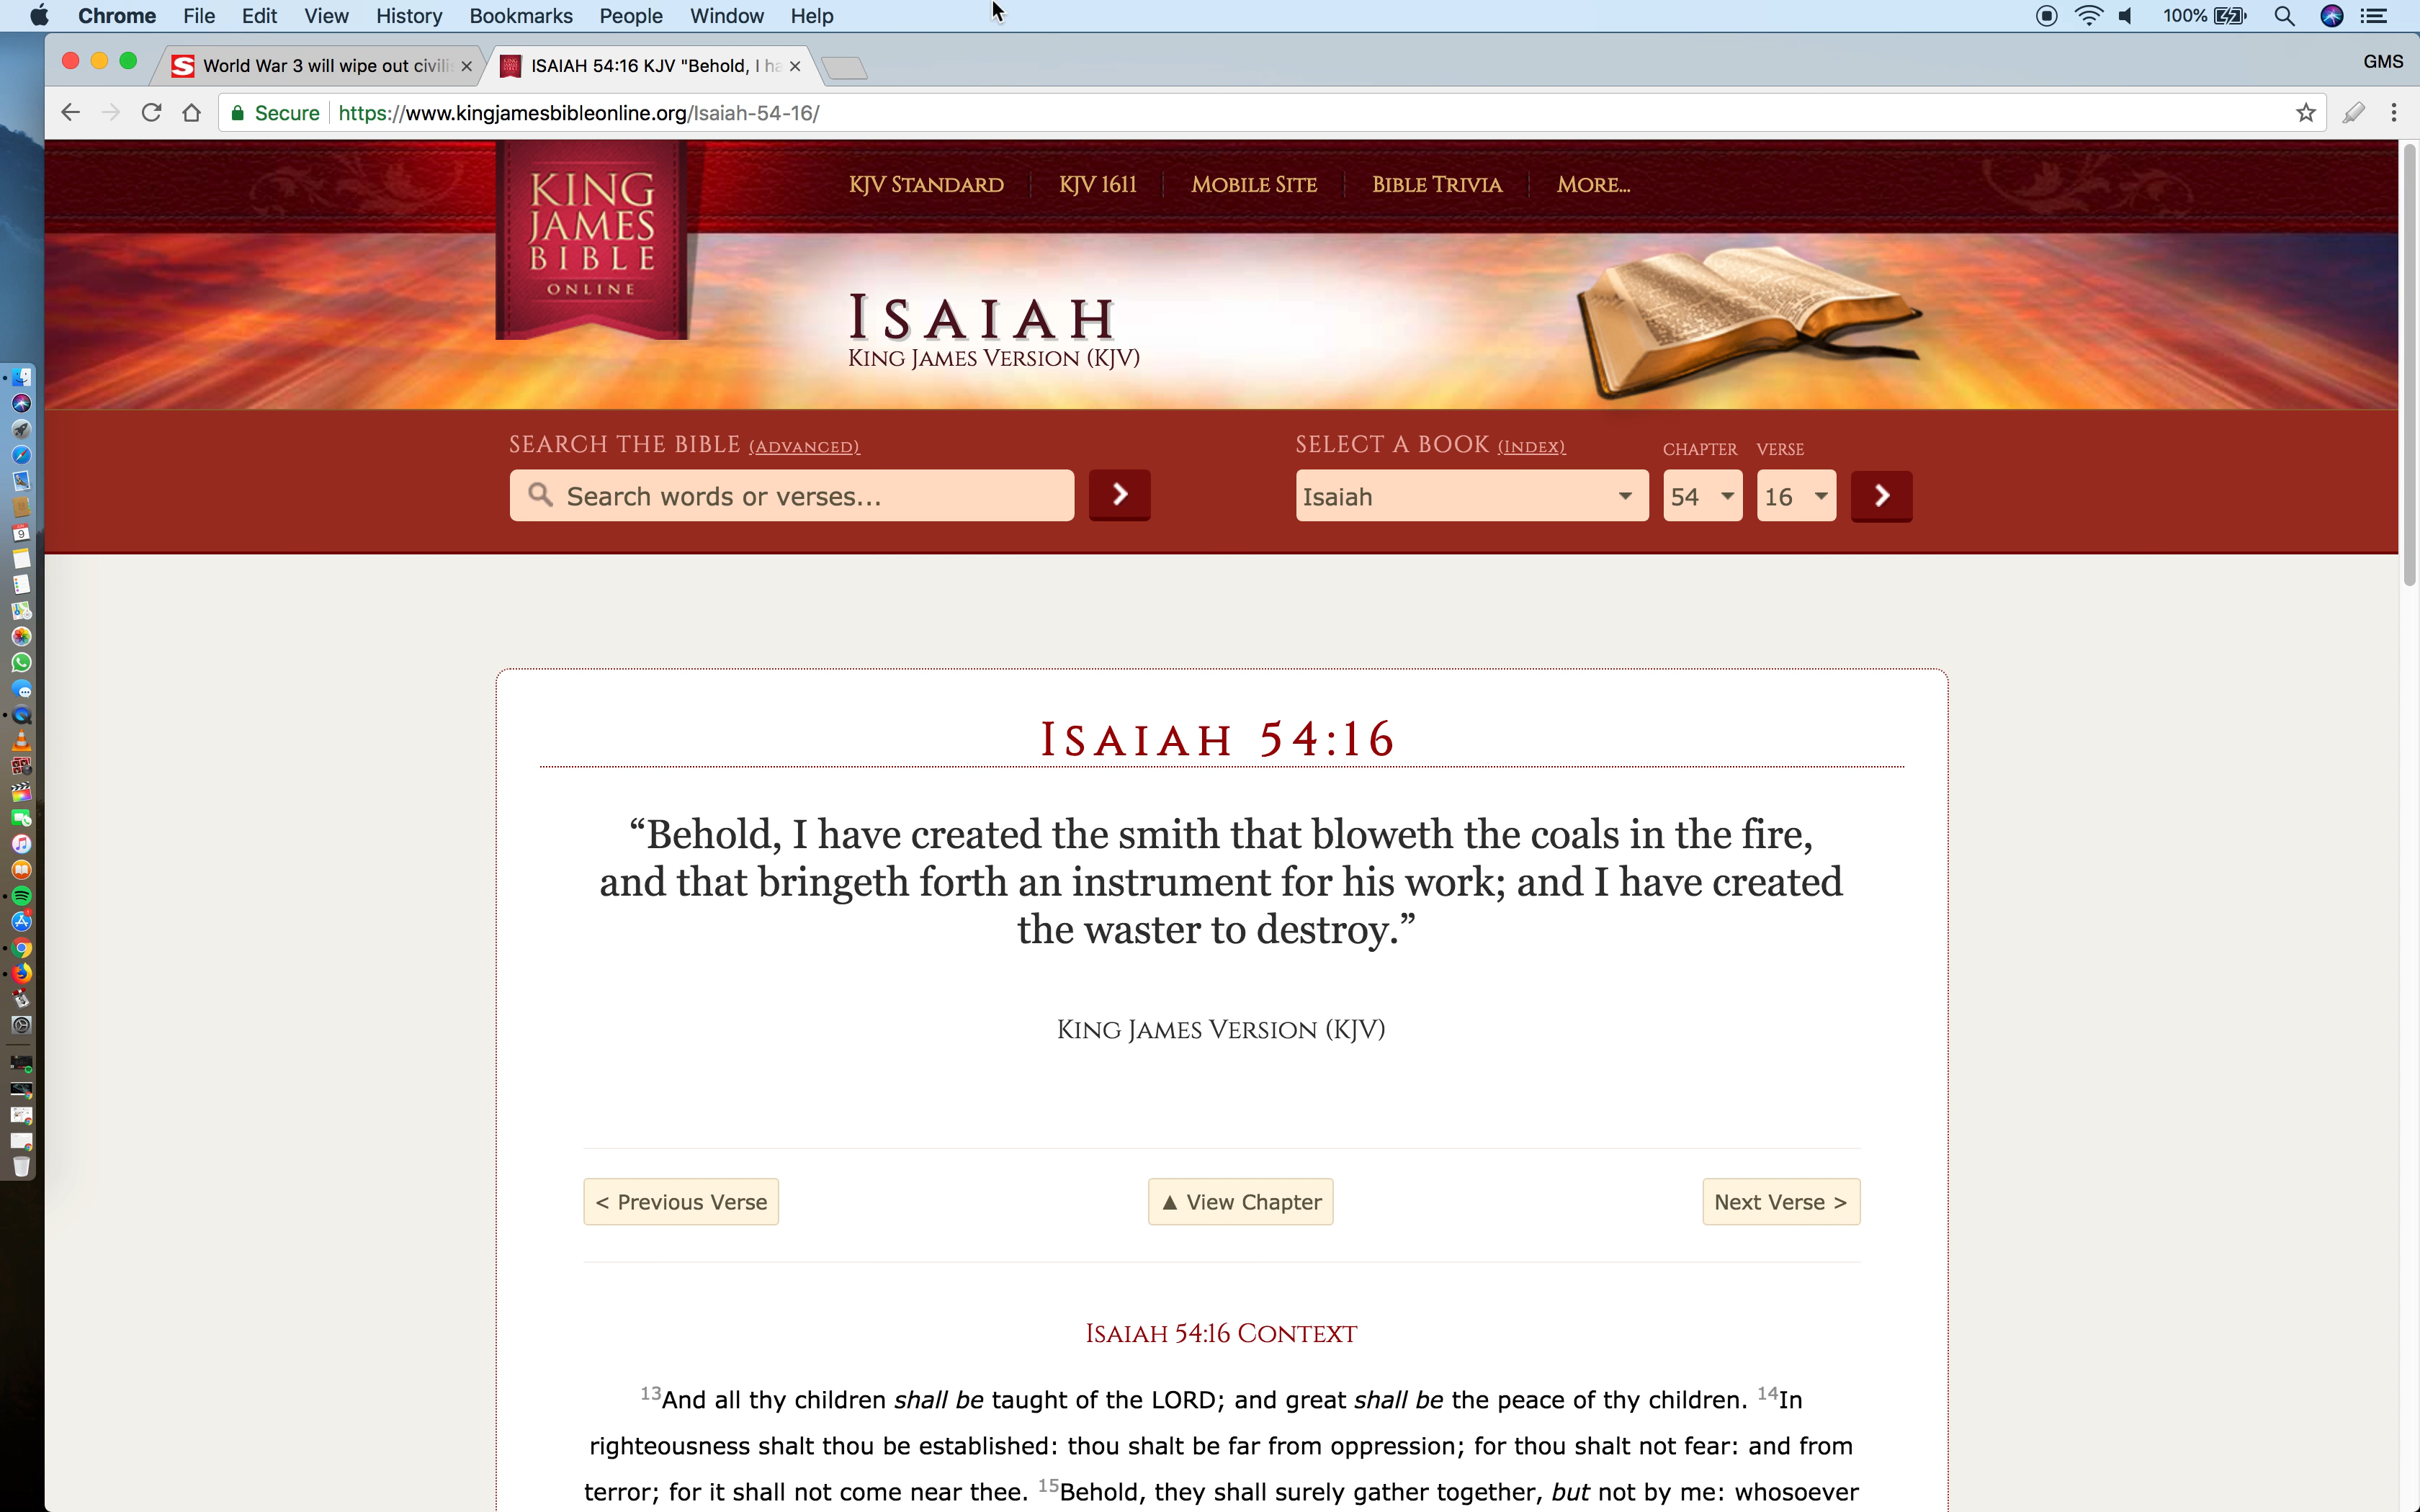 Chrome File Edit View History Bookmarks People Window Help 100%
World War 3 will wipe out civili
ISAIAH 54:16 KJV "Behold, I ha
GMS
Secure https://www.kingjamesbibleonline.org/Isaiah-54-16/
KING
JAMES
BIBLE
ONLINE
KJV STANDARD KJV 1611 MOBILE SITE BIBLE TRIVIA MORE...
ISAIAH
KING JAMES VERSION (KJV)
SEARCH THE BIBLE (ADVANCED)
SELECT A BOOK (INDEX) CHAPTER VERSE
Search words or verses...
Isaiah 54 16
9
ISAIAH 54:16
“Behold, I have created the smith that bloweth the coals in the fire,
and that bringeth forth an instrument for his work; and I have created
the waster to destroy.”
KING JAMES VERSION (KJV)
< Previous Verse ▲ View Chapter Next Verse >
ISAIAH 54:16 CONTEXT
13And all thy children shall be taught of the LORD; and great shall be the peace of thy children. 14In
righteousness shalt thou be established: thou shalt be far from oppression; for thou shalt not fear: and from
terror; for it shall not come near thee. 15Behold, they shall surely gather together, but not by me: whosoever